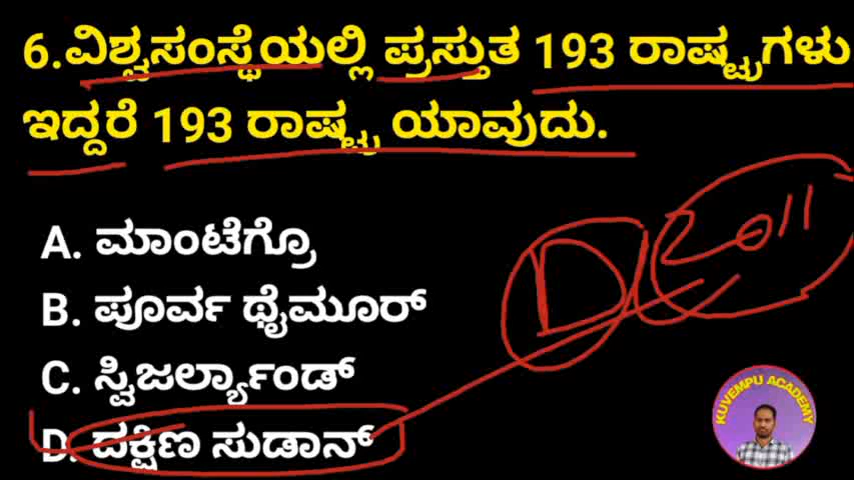 6.ವಿಶ್ವಸಂಸ್ಥೆಯಲ್ಲಿ ಪ್ರಸ್ತುತ 193 ರಾಷ್ಟ್ರಗಳು
ಇದ್ದರೆ 193 ರಾಷ್ಟ್ರ ಯಾವುದು.
A. ಮಾಂಟೆಗ್ರೊ
B. ಪೂರ್ವ ಥೈಮೂರ್
C. ಸ್ವಿಜರ್ಲ್ಯಾಂಡ್
D. ದಕ್ಷಿಣ ಸುಡಾನ್
D 2011
KUVEMPU ACADEMY